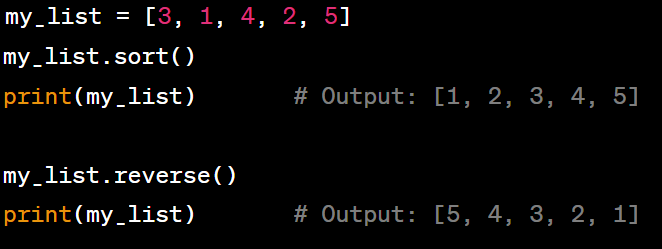 my_list = [3, 1, 4, 2, 5]
my_list.sort()
print(my_list)       # Output: [1, 2, 3, 4, 5]
my_list.reverse()
print(my_list)       # Output: [5, 4, 3, 2, 1]